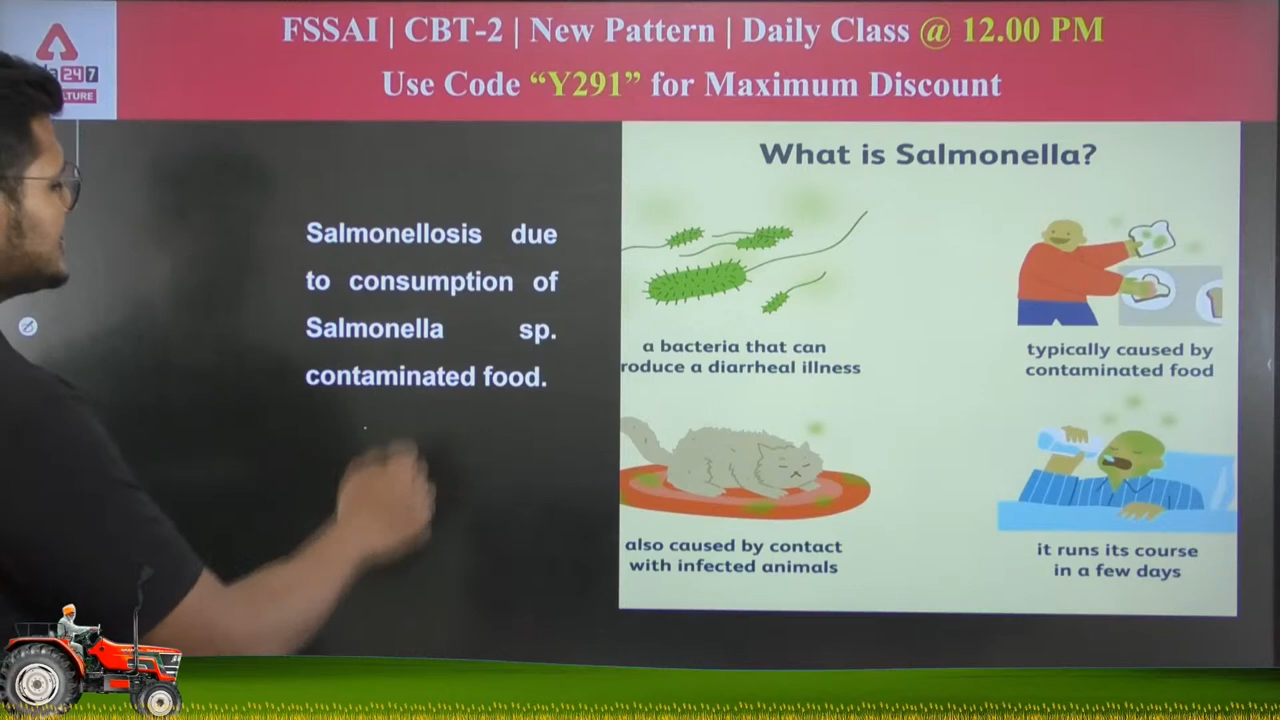 FSSAI | CBT-2 | New Pattern | Daily Class @ 12.00 PM
Use Code “Y291” for Maximum Discount
24 7
Salmonellosis due
to consumption of
Salmonella sp.
contaminated food.
What is Salmonella?
a bacteria that can
roduce a diarrheal illness
typically caused by
contaminated food
also caused by contact
with infected animals
it runs its course
in a few days